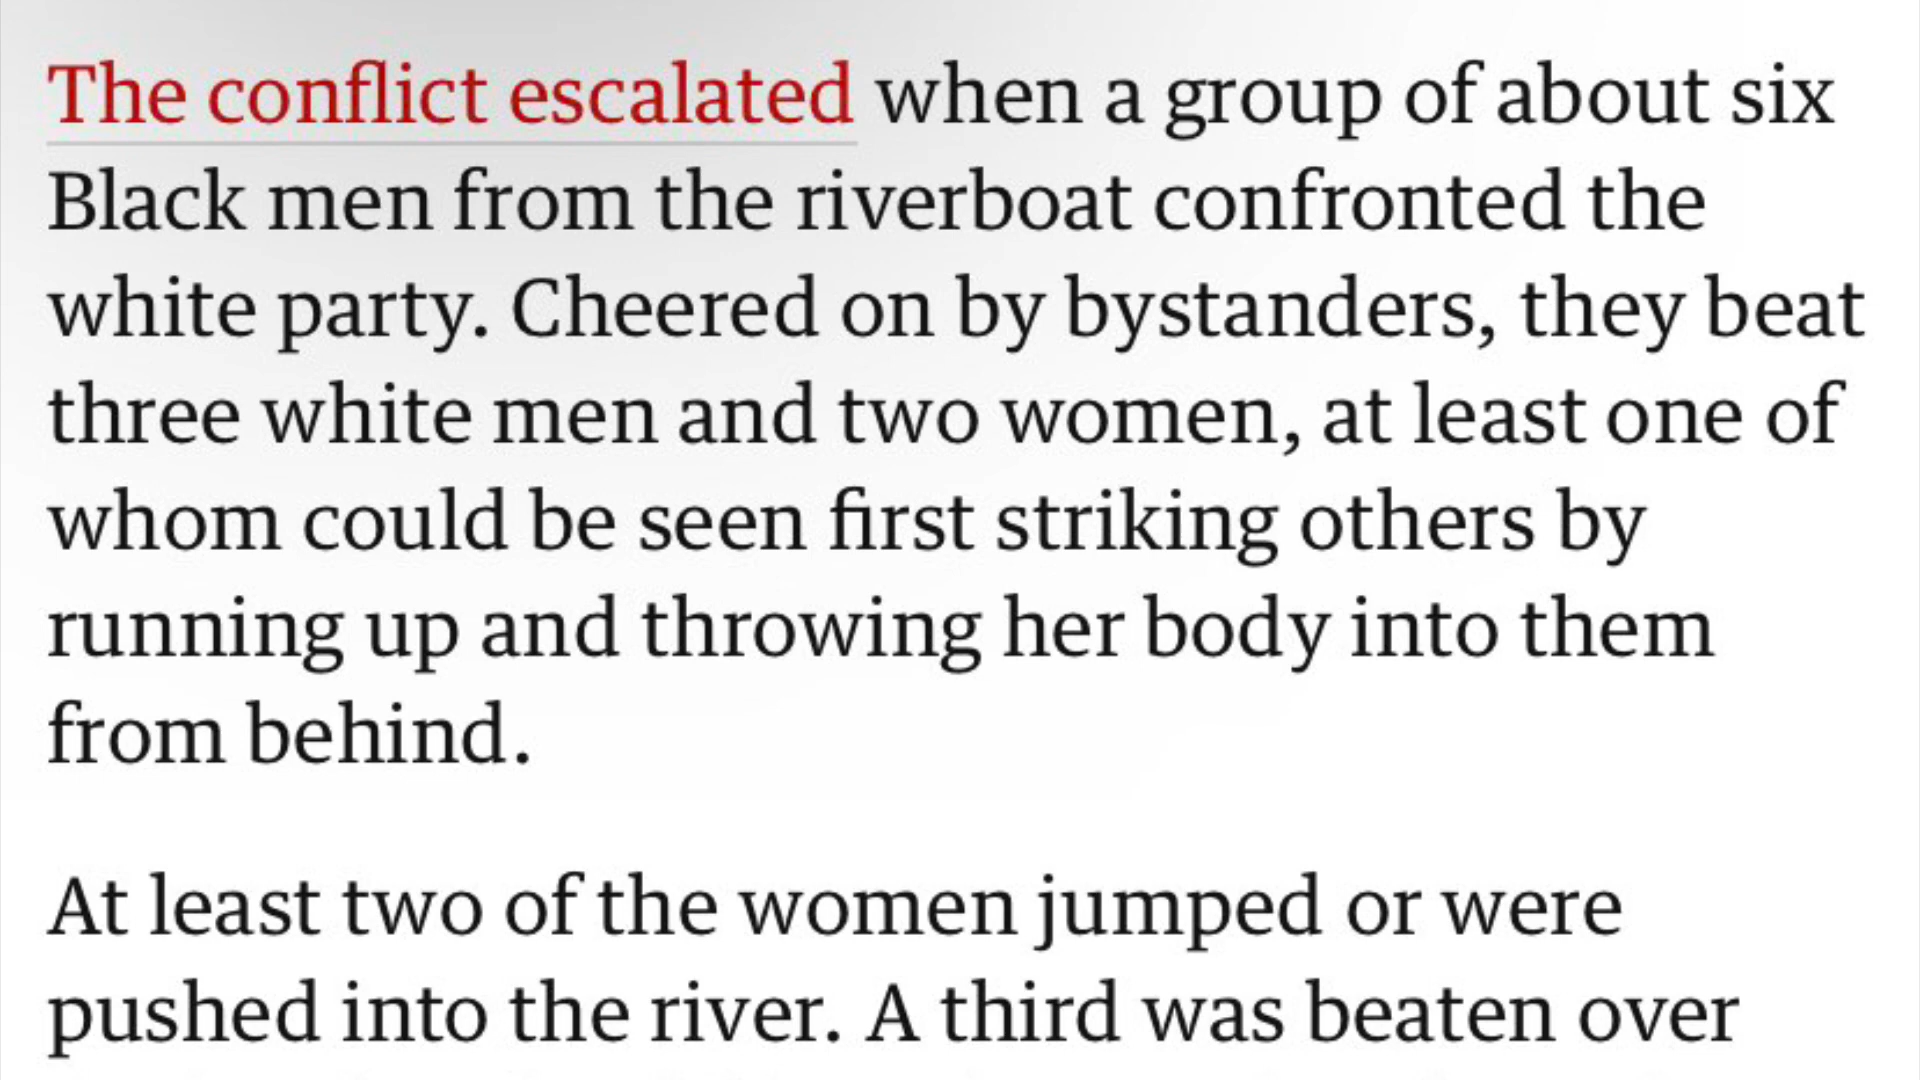 The conflict escalated when a group of about six
Black men from the riverboat confronted the
white party. Cheered on by bystanders, they beat
three white men and two women, at least one of
whom could be seen first striking others by
running up and throwing her body into them
from behind.
At least two of the women jumped or were
pushed into the river. A third was beaten over